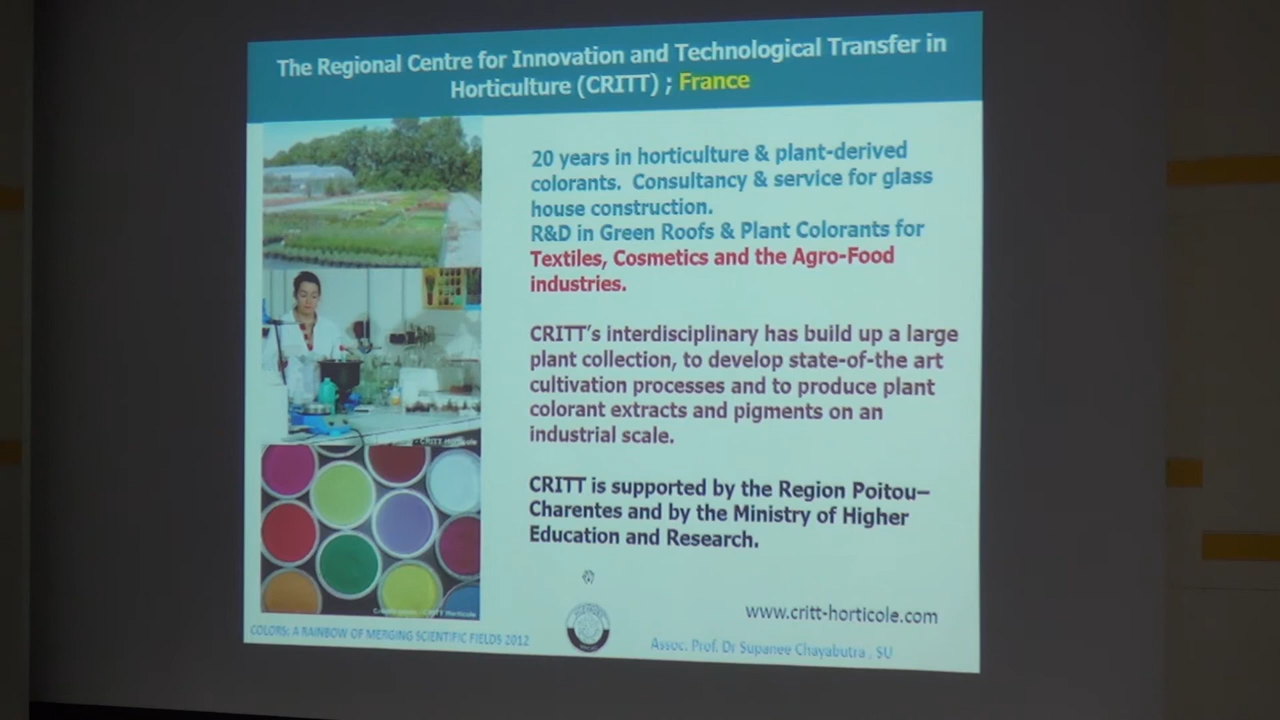 The Regional Centre for Innovation and Technological Transfer in
Horticulture (CRITT) ; France
20 years in horticulture & plant-derived
colorants. Consultancy & service for glass
house construction.
R&D in Green Roofs & Plant Colorants for
Textiles, Cosmetics and the Agro-Food
industries.
CRITT's interdisciplinary has build up a large
plant collection, to develop state-of-the art
cultivation processes and to produce plant
colorant extracts and pigments on an
industrial scale.
CRITT is supported by the Region Poitou–
Charentes and by the Ministry of Higher
Education and Research.
CRITT Horticole
CRITT Horticole
www.critt-horticole.com
COLORS: A RAINBOW OF MERGING SCIENTIFIC FIELDS 2012
Assoc. Prof. Dr Supanee Chayabutra , SU